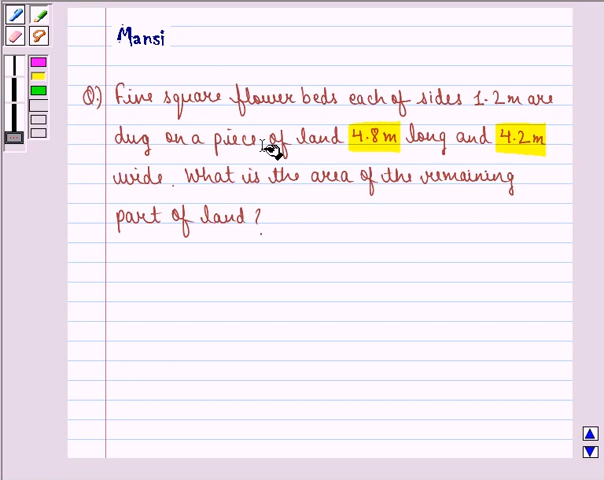 Mansi
Q.) Five square flower beds each of sides 1.2m are
dug on a piece of land 4.8m long and 4.2m
wide. What is the area of the remaining
part of land?